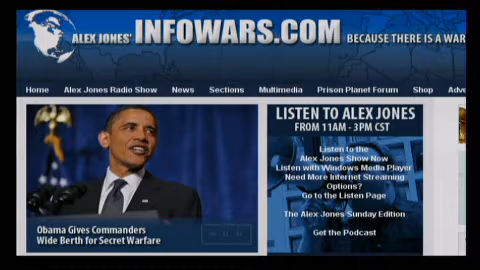 ALEX JONES' INFOWARS.COM BECAUSE THERE IS A WAR
Home Alex Jones Radio Show News Sections Multimedia Prison Planet Forum Shop Adve
LISTEN TO ALEX JONES
FROM 11AM - 3PM CST
Listen to the
Alex Jones Show Now
Listen with Windows Media Player
Need More Internet Streaming
Options?
Go to the Listen Page
The Alex Jones Sunday Edition
Get the Podcast
Obama Gives Commanders
Wide Berth for Secret Warfare